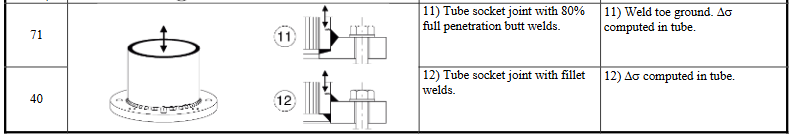 71
11
11) Tube socket joint with 80%
full penetration butt welds.
11) Weld toe ground. Δσ
computed in tube.
40
12
12) Tube socket joint with fillet
welds.
12) Δσ computed in tube.